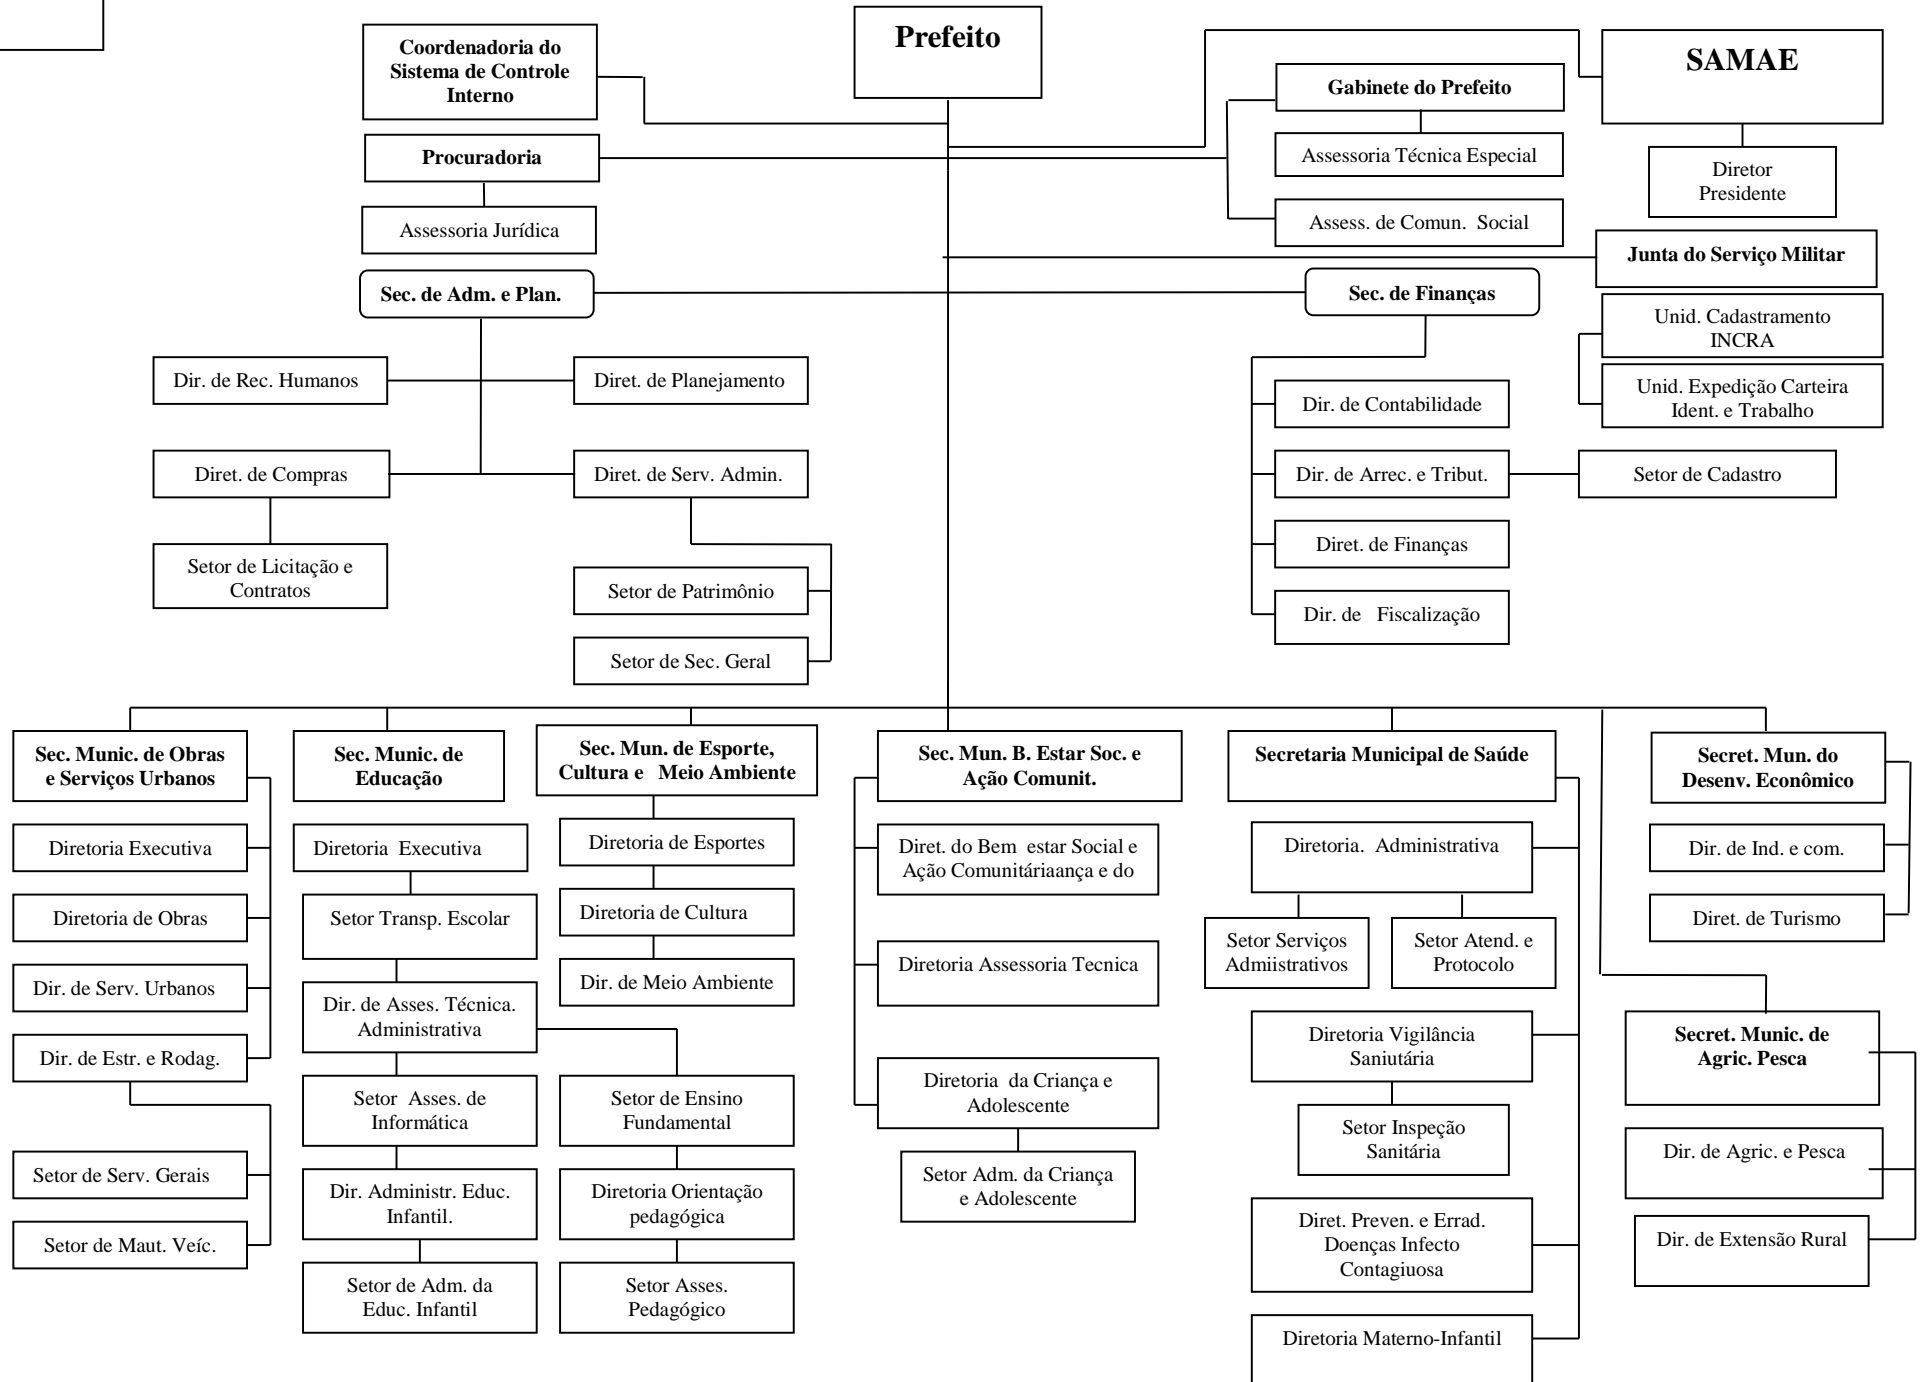 Prefeito
Coordenadoria do
Sistema de Controle
Interno
SAMAE
Gabinete do Prefeito
Procuradoria
Assessoria Técnica Especial
Diretor
Presidente
Assessoria Jurídica
Assess. de Comun. Social
Junta do Serviço Militar
Sec. de Adm. e Plan.
Sec. de Finanças
Unid. Cadastramento
INCRA
Dir. de Rec. Humanos
Diret. de Planejamento
Dir. de Contabilidade
Unid. Expedição Carteira
Ident. e Trabalho
Diret. de Compras
Diret. de Serv. Admin.
Dir. de Arrec. e Tribut.
Setor de Cadastro
Setor de Licitação e
Contratos
Diret. de Finanças
Setor de Patrimônio
Dir. de Fiscalização
Setor de Sec. Geral
Sec. Munic. de Obras
e Serviços Urbanos
Diretoria Executiva
Diretoria de Obras
Dir. de Serv. Urbanos
Dir. de Estr. e Rodag.
Setor de Serv. Gerais
Setor de Maut. Veíc.
Sec. Munic. de
Educação
Diretoria Executiva
Setor Transp. Escolar
Dir. de Asses. Técnica.
Administrativa
Setor Asses. de
Informática
Dir. Administr. Educ.
Infantil.
Setor de Adm. da
Educ. Infantil
Sec. Mun. de Esporte,
Cultura e Meio Ambiente
Diretoria de Esportes
Diretoria de Cultura
Dir. de Meio Ambiente
Setor de Ensino
Fundamental
Diretoria Orientação
pedagógica
Setor Asses.
Pedagógico
Sec. Mun. B. Estar Soc. e
Ação Comunit.
Diret. do Bem estar Social e
Ação Comunitáriaança e do
Diretoria Assessoria Tecnica
Diretoria da Criança e
Adolescente
Setor Adm. da Criança
e Adolescente
Secretaria Municipal de Saúde
Diretoria. Administrativa
Setor Serviços
Admiistrativos
Setor Atend. e
Protocolo
Diretoria Vigilância
Saniutária
Setor Inspeção
Sanitária
Diret. Preven. e Errad.
Doenças Infecto
Contagiuosa
Diretoria Materno-Infantil
Secret. Mun. do
Desenv. Econômico
Dir. de Ind. e com.
Diret. de Turismo
Secret. Munic. de
Agric. Pesca
Dir. de Agric. e Pesca
Dir. de Extensão Rural